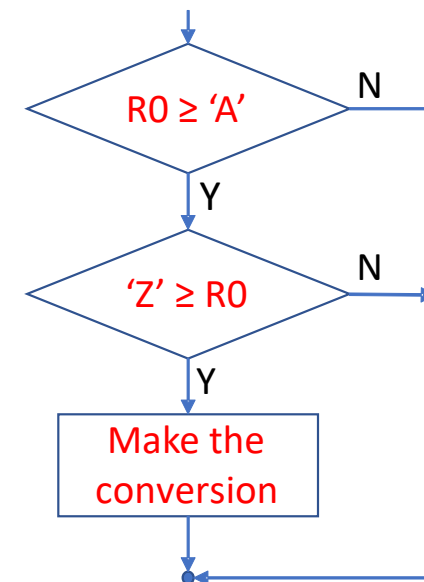 R0 ≥ ‘A’
N
Y
‘Z’ ≥ R0
N
Y
Make the
conversion